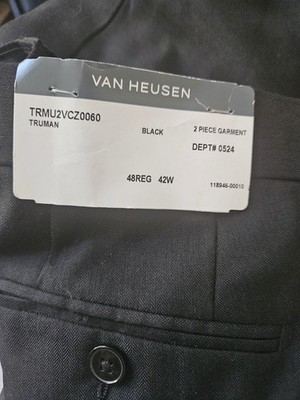 VAN HEUSEN
TRMU2VCZ0060
TRUMAN BLACK 2 PIECE GARMENT
DEPT# 0524
48REG 42W 118946-00010